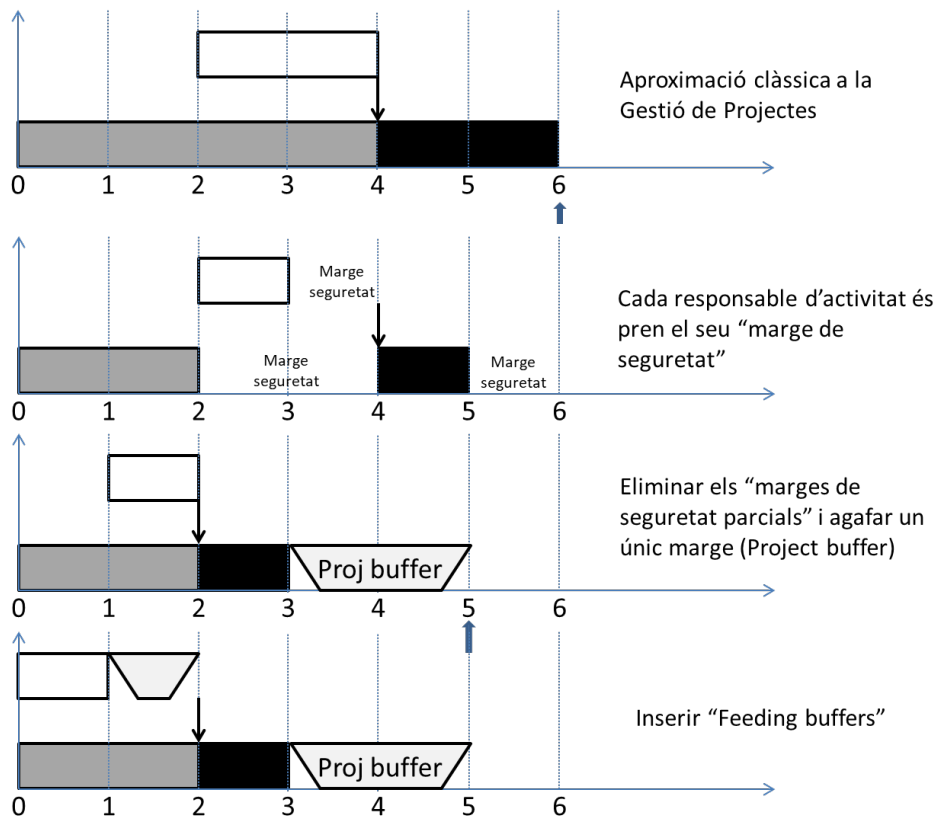 Aproximació clàssica a la
Gestió de Projectes
0 1 2 3 4 5 6
Marge
seguretat
Marge
seguretat
Marge
seguretat
Cada responsable d’activitat és
pren el seu “marge de
seguretat”
0 1 2 3 4 5 6
Eliminar els “marges de
seguretat parcials” i agafar un
únic marge (Project buffer)
Proj buffer
0 1 2 3 4 5 6
Inserir “Feeding buffers”
Proj buffer
0 1 2 3 4 5 6